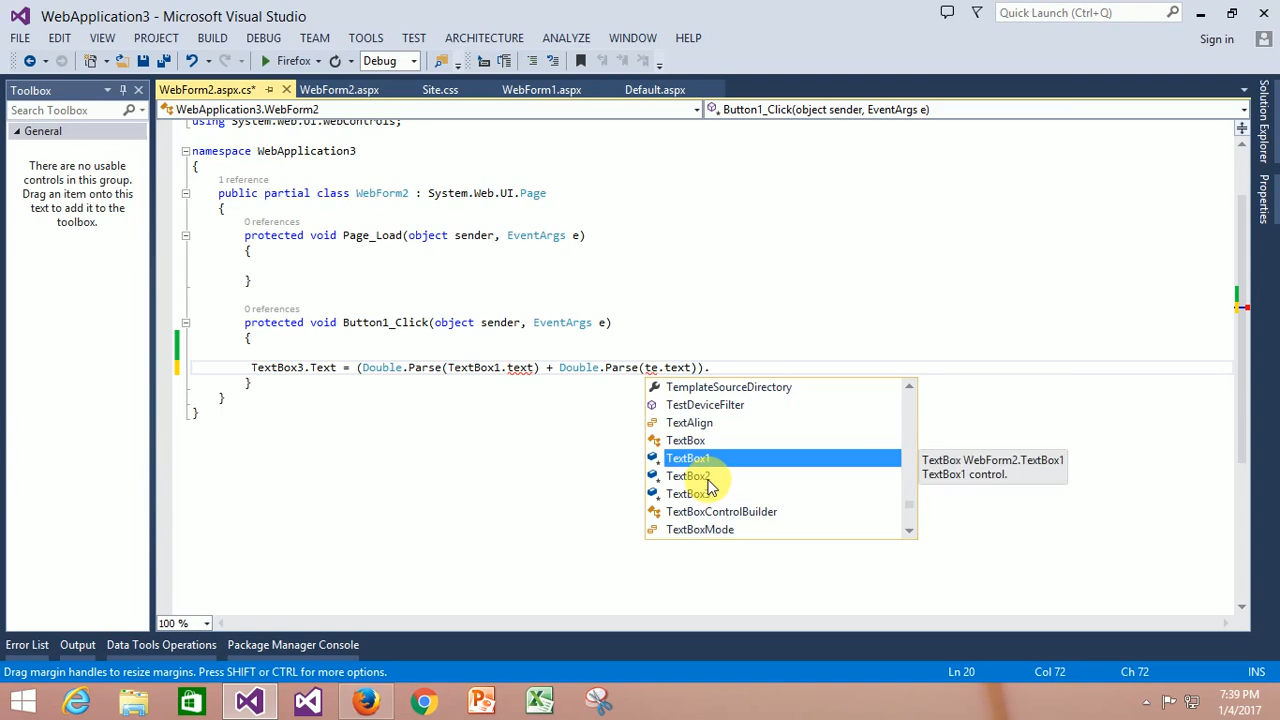 WebApplication3 - Microsoft Visual Studio
Quick Launch (Ctrl+Q)
FILE EDIT VIEW PROJECT BUILD DEBUG TEAM TOOLS TEST ARCHITECTURE ANALYZE WINDOW HELP
Sign in
Firefox
Debug
Toolbox
WebForm2.aspx.cs*
WebForm2.aspx
Site.css
WebForm1.aspx
Default.aspx
Search Toolbox
WebApplication3.WebForm2
Button1_Click(object sender, EventArgs e)
General
There are no usable
controls in this group.
Drag an item onto this
text to add it to the
toolbox.
Solution Explorer
Properties
using System.Web.UI.WebControls;
namespace WebApplication3
{
1 reference
public partial class WebForm2 : System.Web.UI.Page
{
0 references
protected void Page_Load(object sender, EventArgs e)
{
}
0 references
protected void Button1_Click(object sender, EventArgs e)
{
TextBox3.Text = (Double.Parse(TextBox1.text) + Double.Parse(te.text)).
}
}
}
TemplateSourceDirectory
TestDeviceFilter
TextAlign
TextBox
TextBox1
TextBox2
TextBoxControlBuilder
TextBoxMode
TextBox WebForm2.TextBox1
TextBox1 control.
100 %
Error List Output Data Tools Operations Package Manager Console
Drag margin handles to resize margins. Press SHIFT or CTRL for more options.
Ln 20 Col 72 Ch 72 INS
7:39 PM
1/4/2017